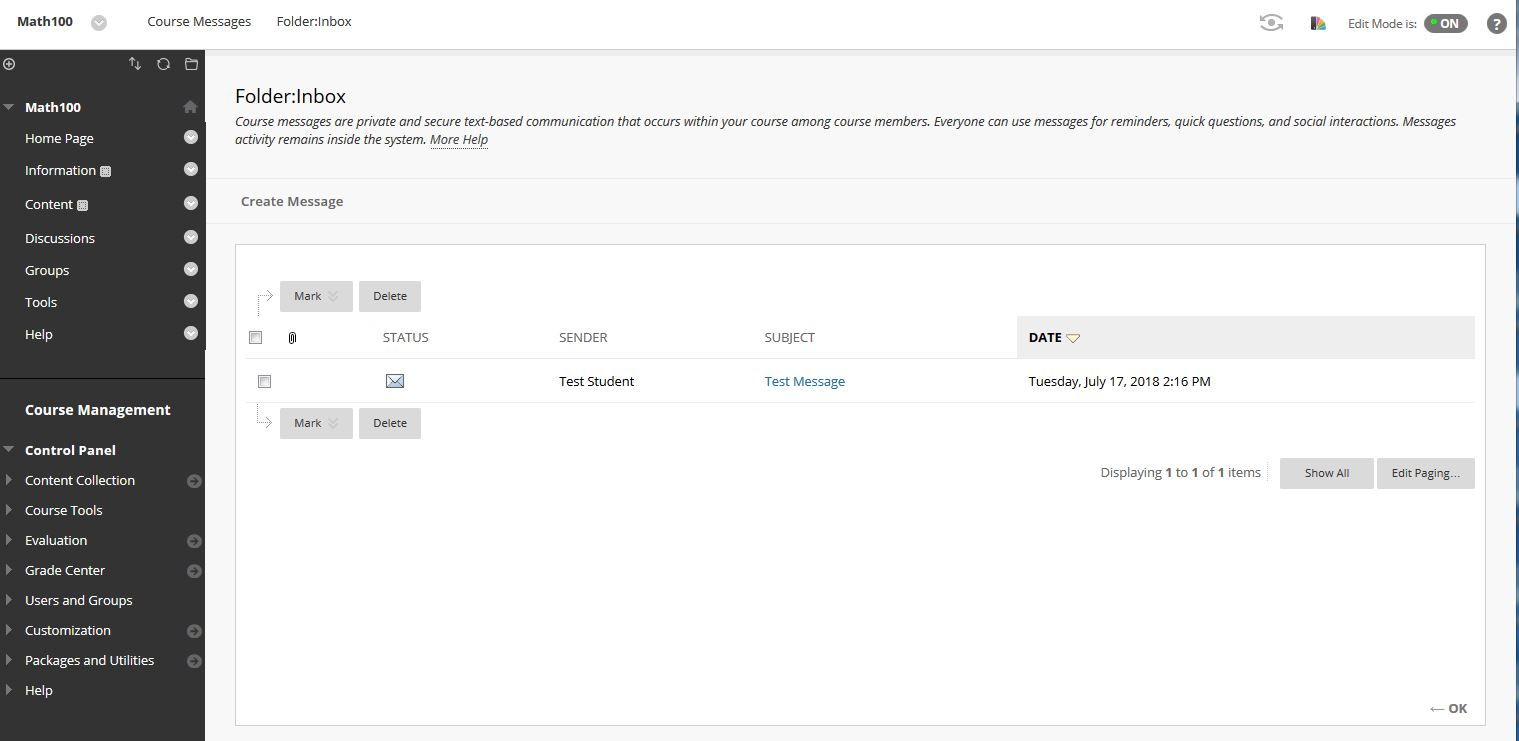 Math100 Course Messages Folder:Inbox Edit Mode is: ON ?
Math100
Home Page
Information
Content
Discussions
Groups
Tools
Help
Course Management
Control Panel
Content Collection
Course Tools
Evaluation
Grade Center
Users and Groups
Customization
Packages and Utilities
Help
Folder:Inbox
Course messages are private and secure text-based communication that occurs within your course among course members. Everyone can use messages for reminders, quick questions, and social interactions. Messages
activity remains inside the system. More Help
Create Message
Mark Delete
STATUS SENDER SUBJECT DATE
Test Student Test Message Tuesday, July 17, 2018 2:16 PM
Mark Delete
Displaying 1 to 1 of 1 items Show All Edit Paging...
← OK